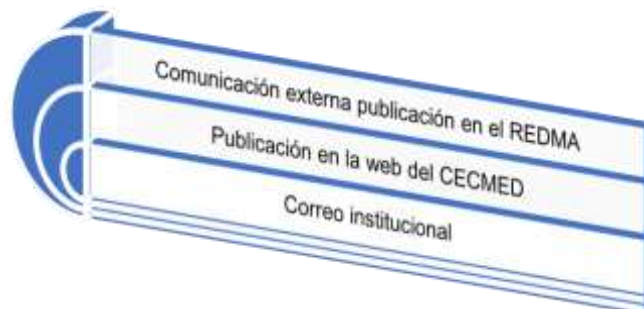 Comunicación externa publicación en el REDMA
Publicación en la web del CECMED
Correo institucional